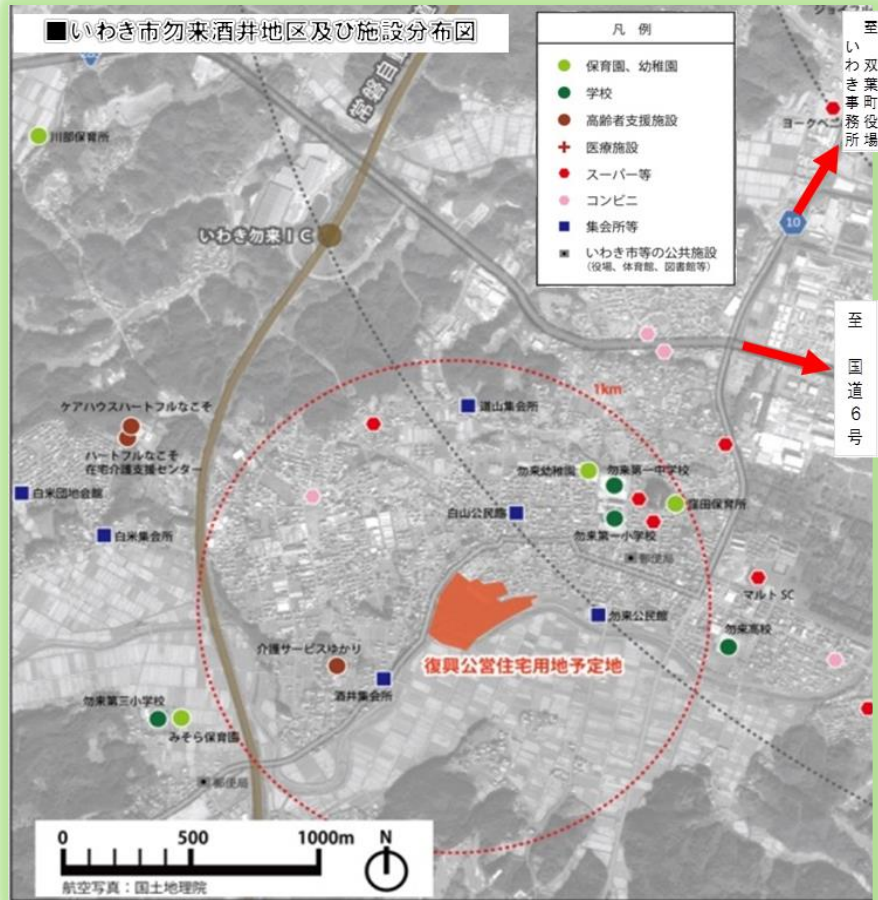 ■いわき市勿来酒井地区及び施設分布図
常磐自動
凡 例
保育園、幼稚園
学校
高齢者支援施設
医療施設
スーパー等
コンビニ
集会所等
いわき市等の公共施設
(役場、体育館、図書館等)
至 双葉町役場
いわき事務所
ヨークベニ
10
川部保育所
いわき勿来IC
至 国道6号
1km
ケアハウスハートフルなこそ
ハートフルなこそ
在宅介護支援センター
道山集会所
白米団地会館
白米集会所
勿来幼稚園
勿来第一中学校
窪田保育所
白山公民館
勿来第一小学校
郵便局
マルトSC
勿来公民館
勿来高校
介護サービスゆかり
復興公営住宅用地予定地
酒井集会所
勿来第三小学校
みそら保育園
郵便局
0 500 1000m N
航空写真：国土地理院